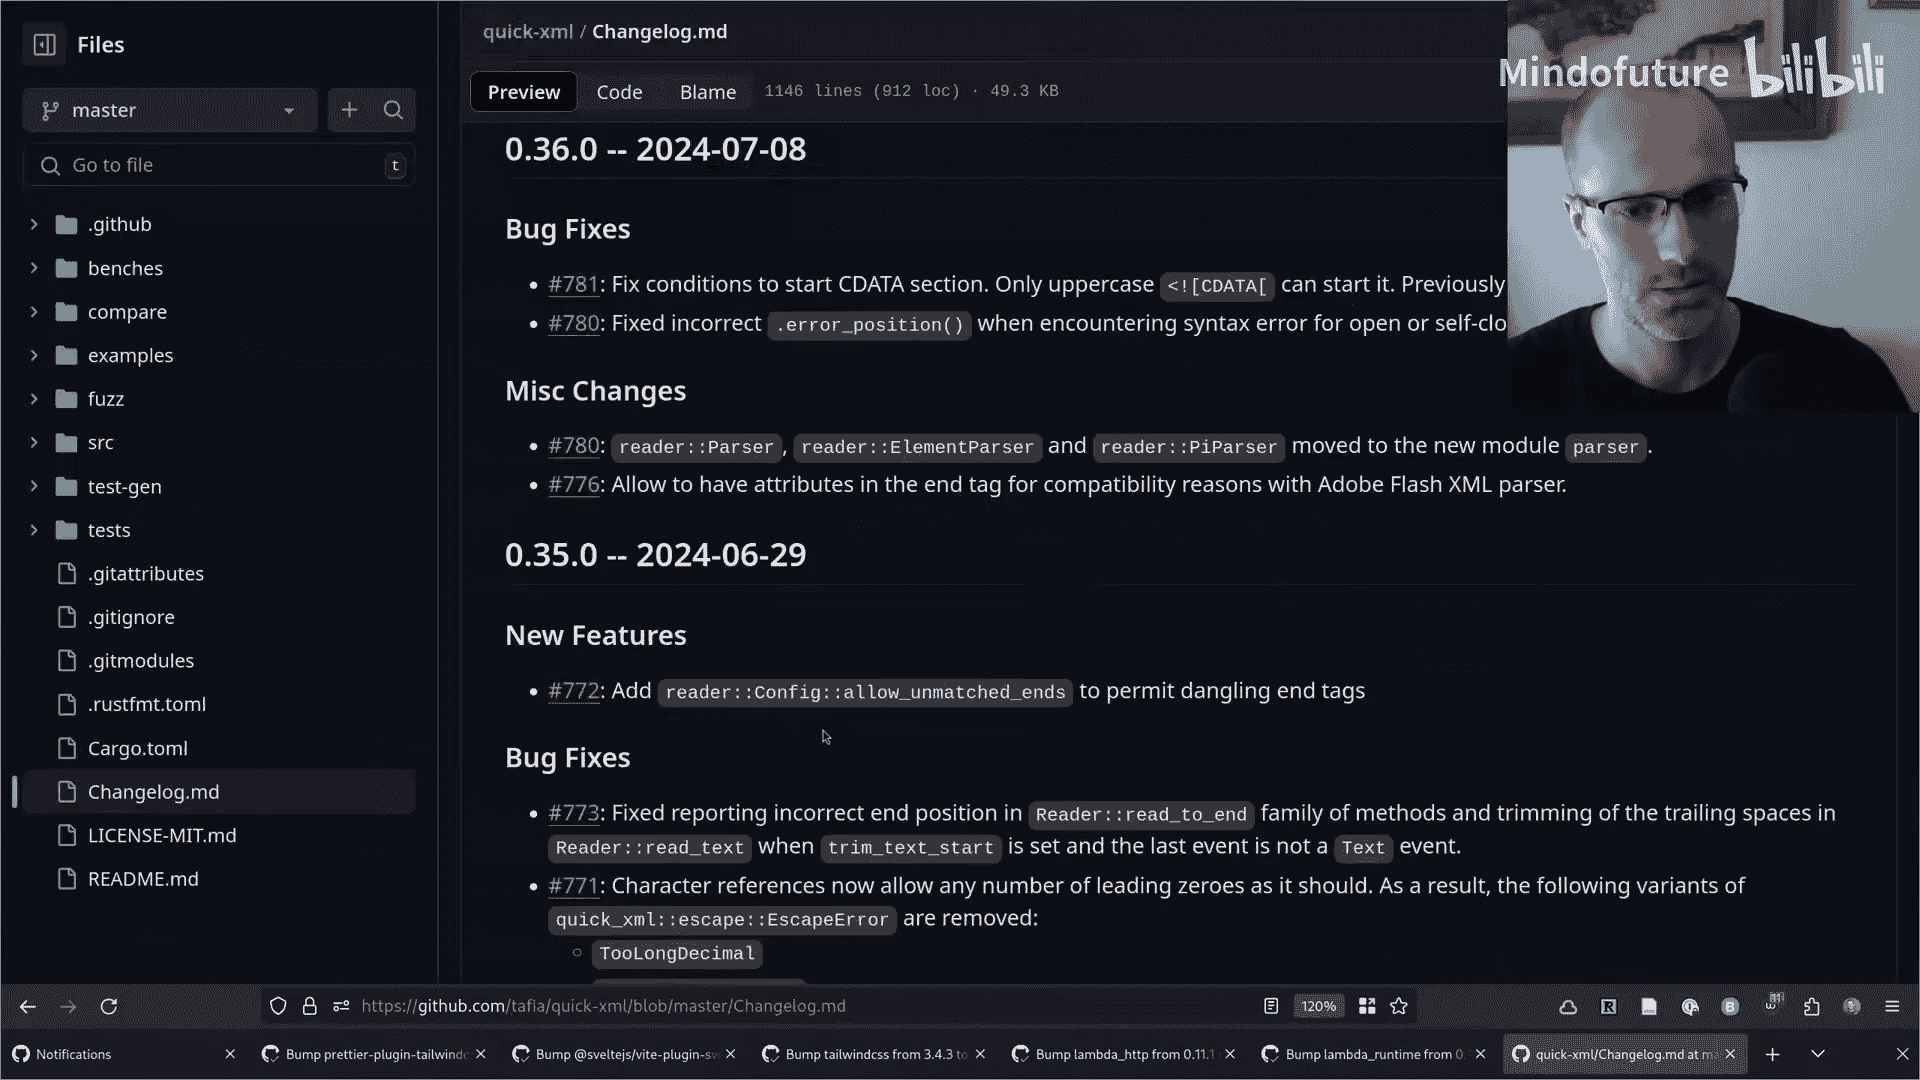 Files
master
Go to file
t
.github
benches
compare
examples
fuzz
src
test-gen
tests
.gitattributes
.gitignore
.gitmodules
.rustfmt.toml
Cargo.toml
Changelog.md
LICENSE-MIT.md
README.md
quick-xml / Changelog.md
Preview Code Blame 1146 lines (912 loc) · 49.3 KB
Mindofuture bilibili
0.36.0 -- 2024-07-08
Bug Fixes
#781: Fix conditions to start CDATA section. Only uppercase <![CDATA[ can start it. Previously
#780: Fixed incorrect .error_position() when encountering syntax error for open or self-clo
Misc Changes
#780: reader::Parser, reader::ElementParser and reader::PiParser moved to the new module parser.
#776: Allow to have attributes in the end tag for compatibility reasons with Adobe Flash XML parser.
0.35.0 -- 2024-06-29
New Features
#772: Add reader::Config::allow_unmatched_ends to permit dangling end tags
Bug Fixes
#773: Fixed reporting incorrect end position in Reader::read_to_end family of methods and trimming of the trailing spaces in
Reader::read_text when trim_text_start is set and the last event is not a Text event.
#771: Character references now allow any number of leading zeroes as it should. As a result, the following variants of
quick_xml::escape::EscapeError are removed:
TooLongDecimal
https://github.com/tafia/quick-xml/blob/master/Changelog.md
120%
Notifications
Bump prettier-plugin-tailwindc
Bump @sveltejs/vite-plugin-sv
Bump tailwindcss from 3.4.3 to
Bump lambda_http from 0.11.1
Bump lambda_runtime from 0.
quick-xml/Changelog.md at ma